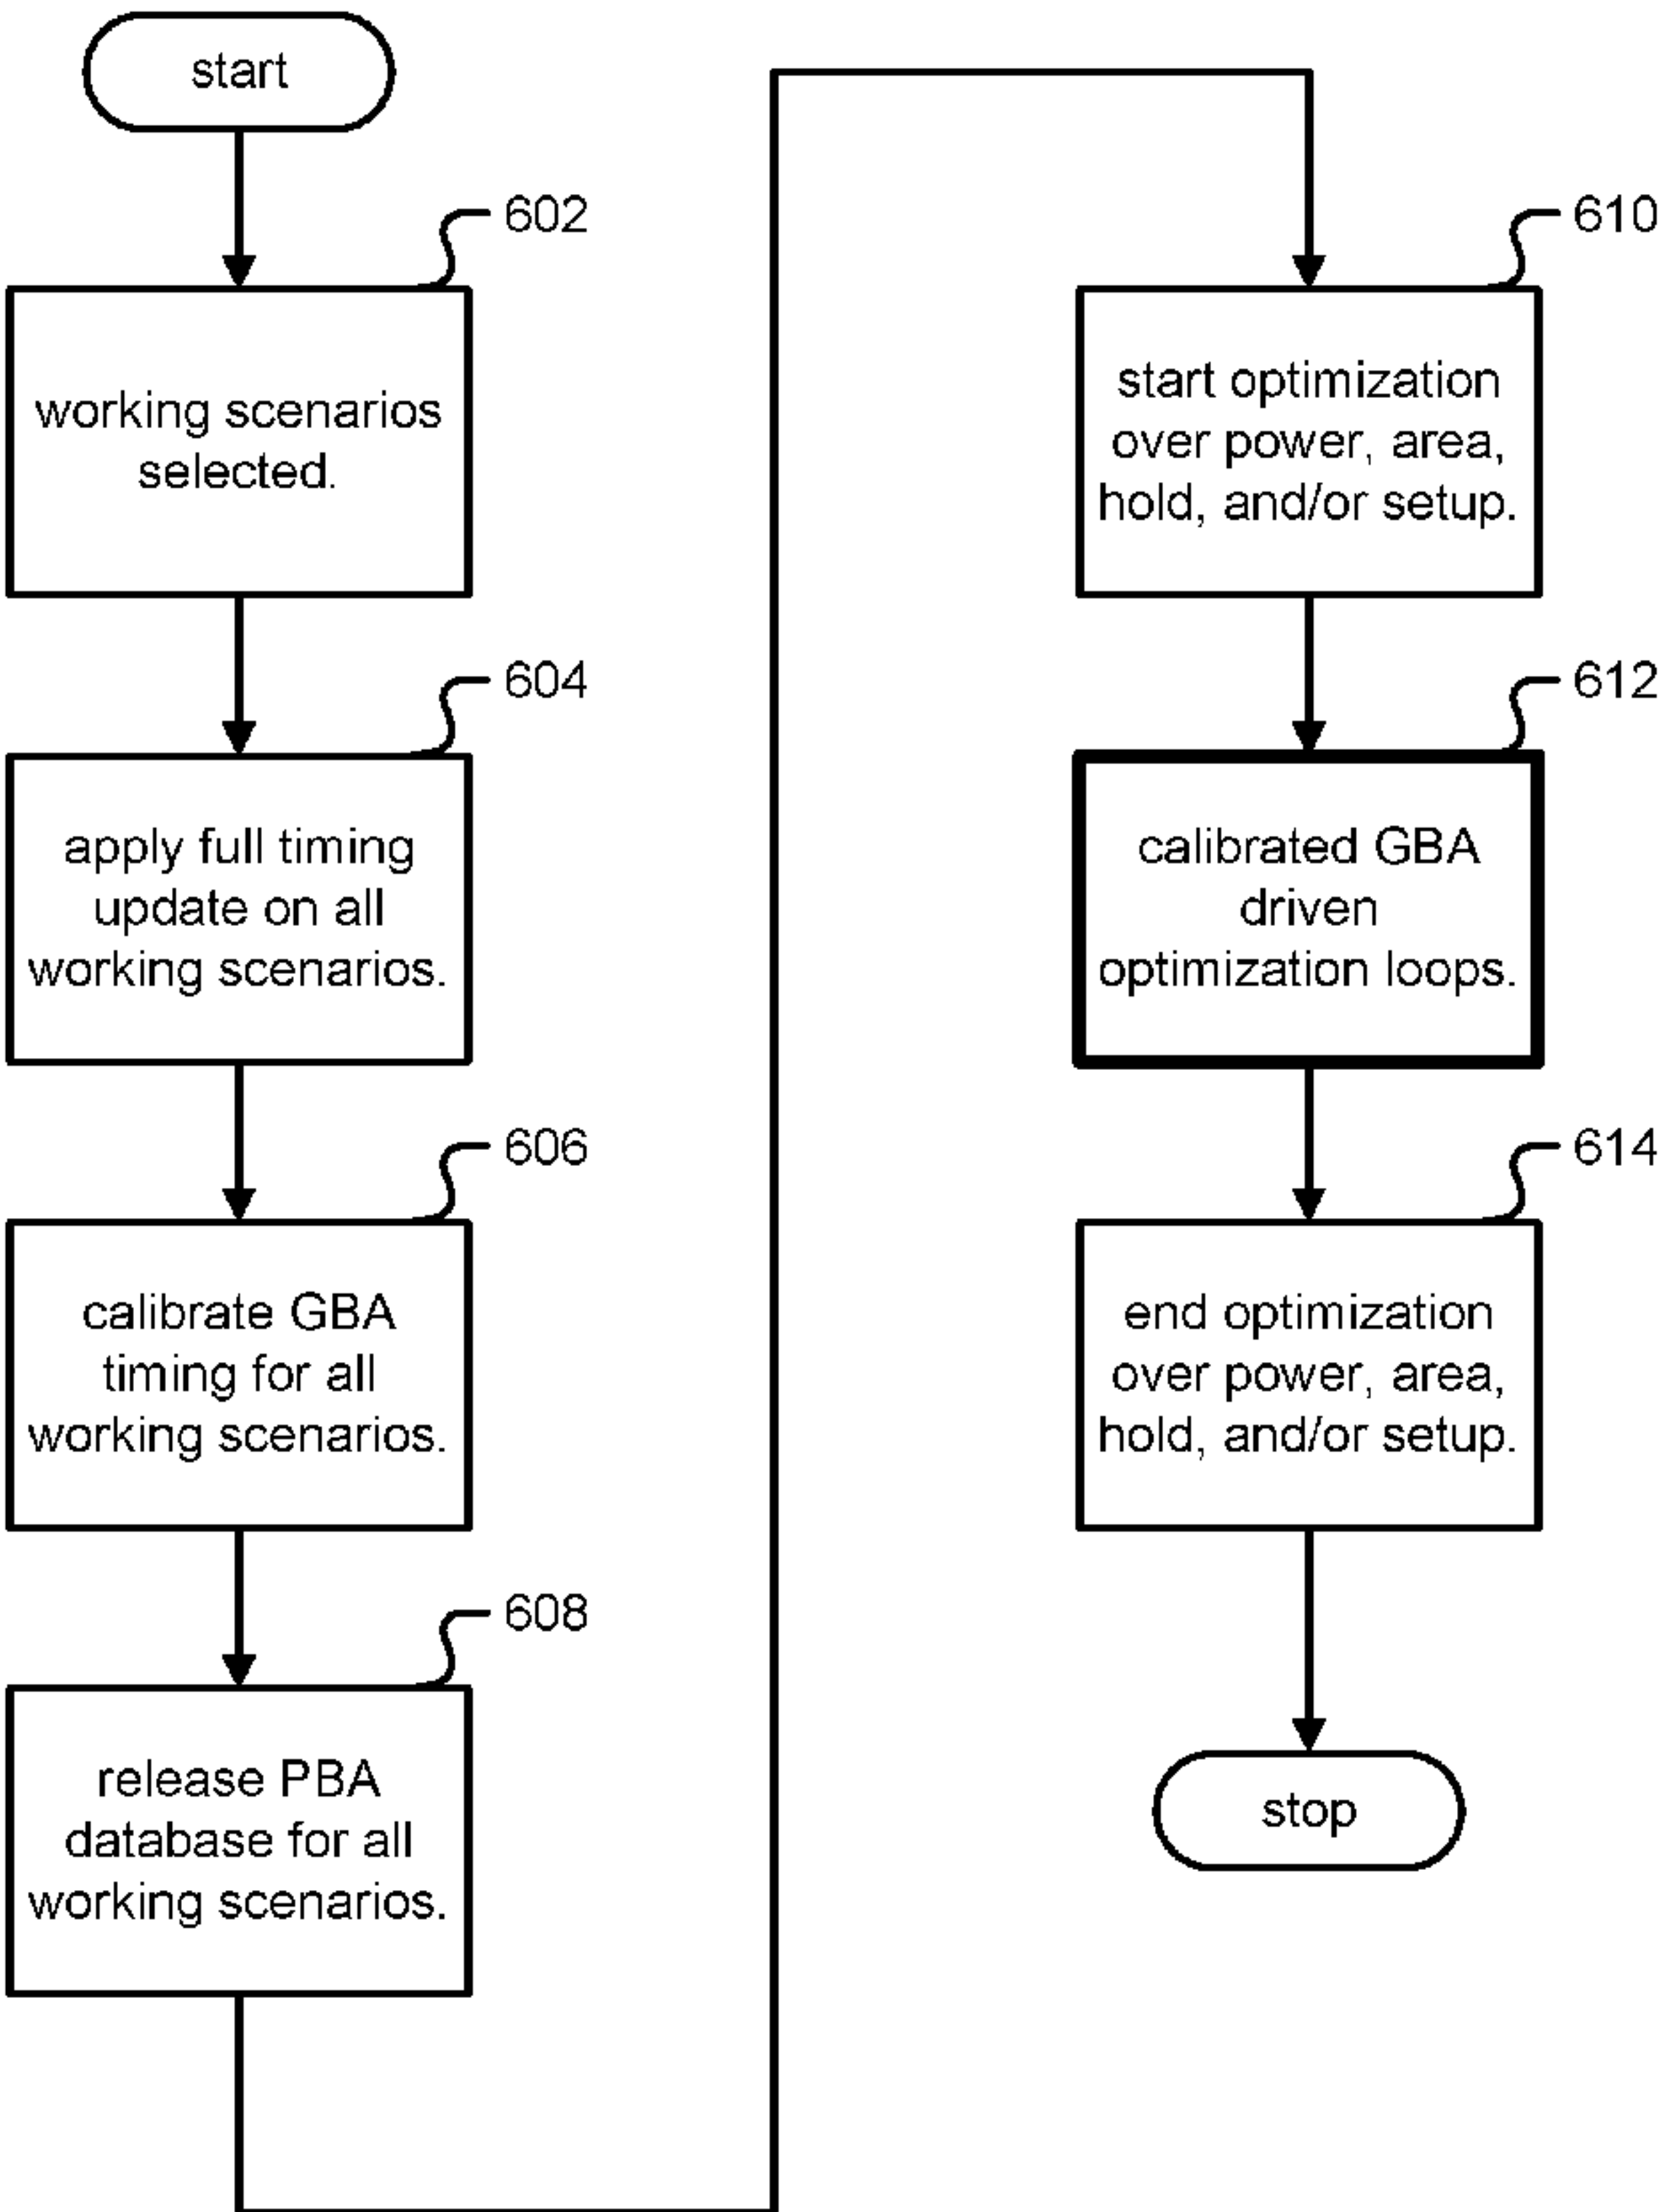 start
602
working scenarios
selected.
604
apply full timing
update on all
working scenarios.
606
calibrate GBA
timing for all
working scenarios.
608
release PBA
database for all
working scenarios.
610
start optimization
over power, area,
hold, and/or setup.
612
calibrated GBA
driven
optimization loops.
614
end optimization
over power, area,
hold, and/or setup.
stop